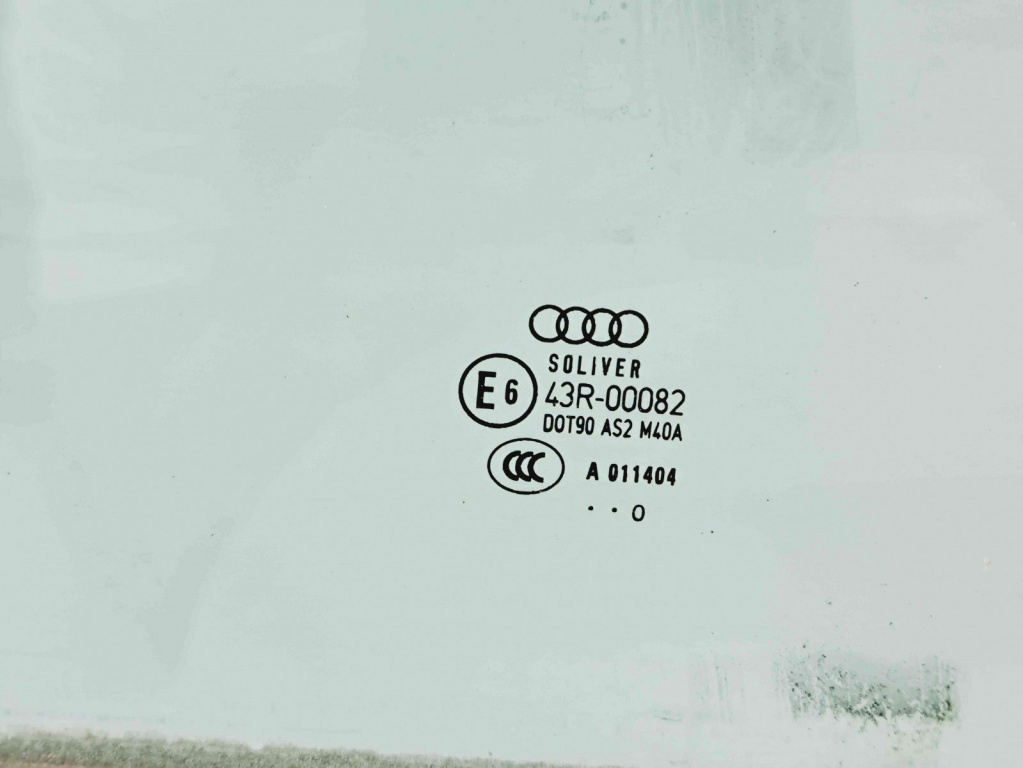 SOLIVER
E6 43R-00082
DOT90 AS2 M40A
CCC A 011404
. . 0